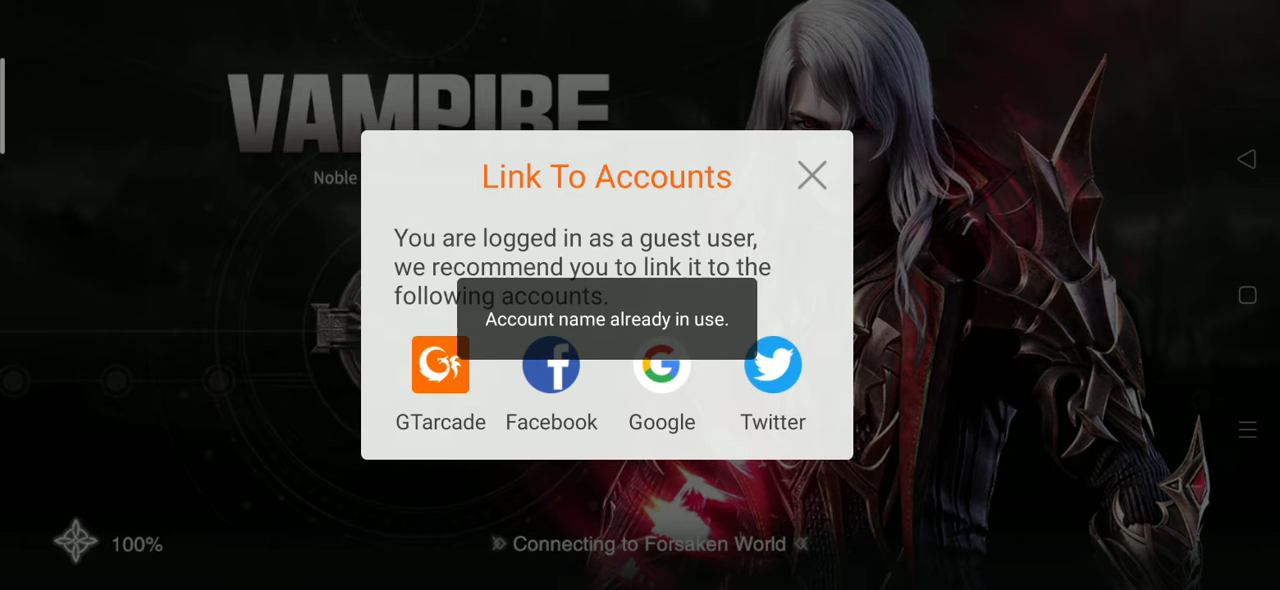 VAMPIRE
Noble
Link To Accounts
You are logged in as a guest user,
we recommend you to link it to the
following accounts.
Account name already in use.
GTarcade Facebook Google Twitter
100%
Connecting to Forsaken World